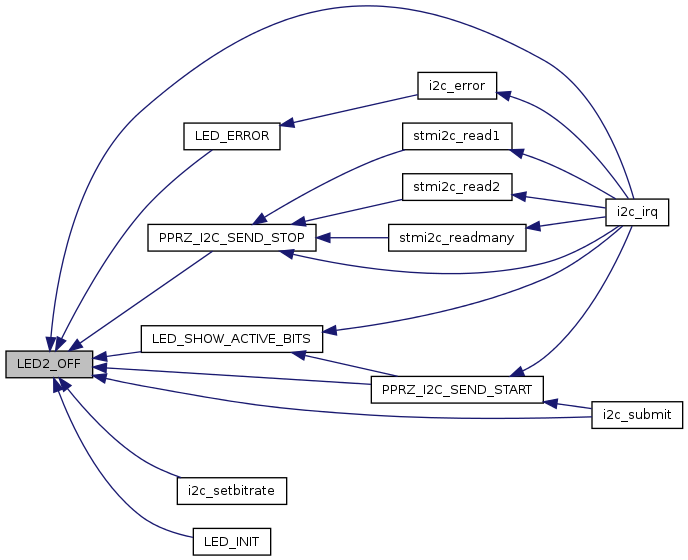 i2c_error
LED_ERROR
stmi2c_read1
stmi2c_read2
i2c_irq
PPRZ_I2C_SEND_STOP
stmi2c_readmany
LED_SHOW_ACTIVE_BITS
LED2_OFF
PPRZ_I2C_SEND_START
i2c_submit
i2c_setbitrate
LED_INIT